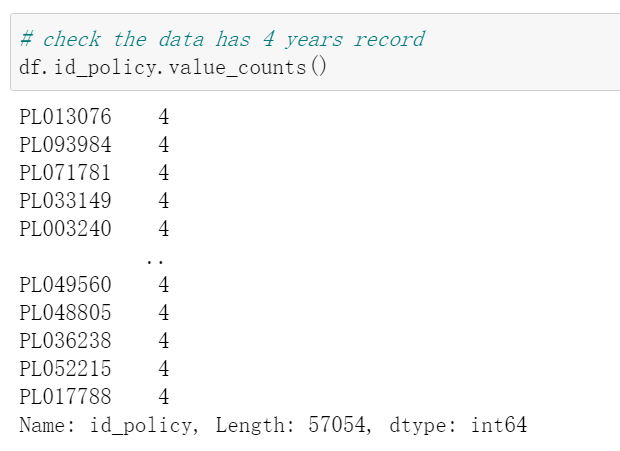 # check the data has 4 years record
df.id_policy.value_counts()
PL013076 4
PL093984 4
PL071781 4
PL033149 4
PL003240 4
..
PL049560 4
PL048805 4
PL036238 4
PL052215 4
PL017788 4
Name: id_policy, Length: 57054, dtype: int64